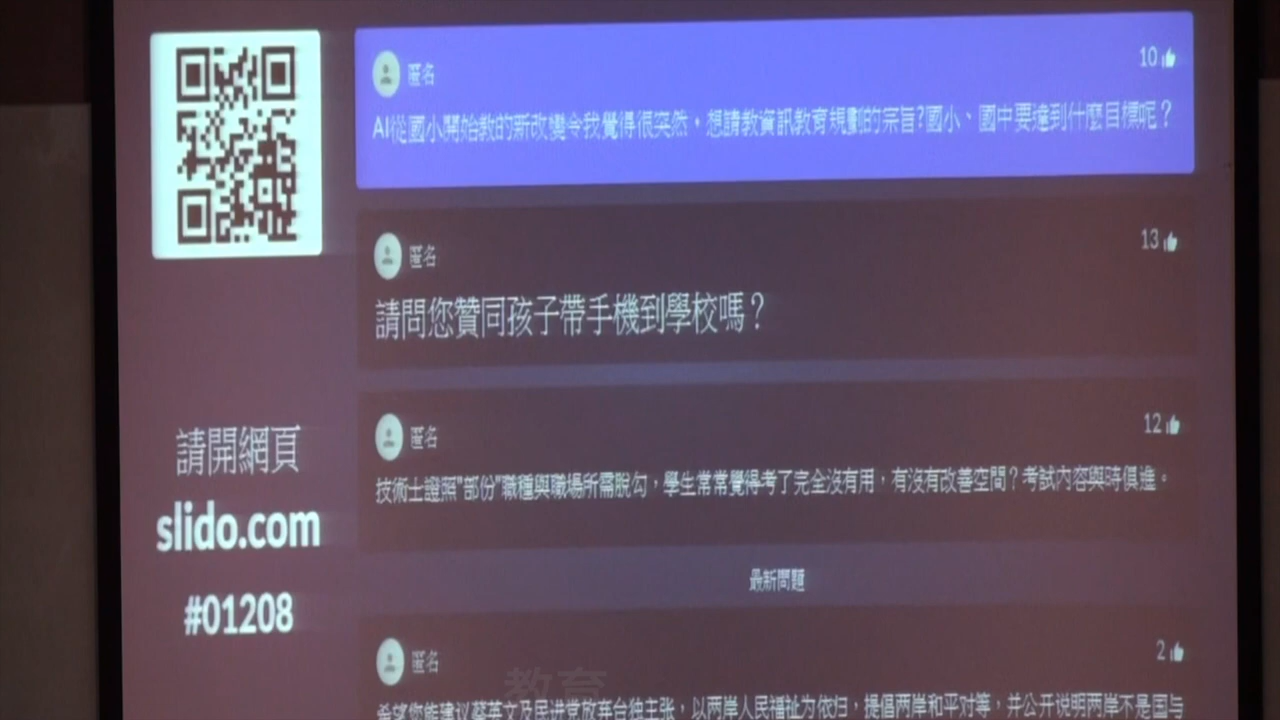 匿名
10
AI從國小開始教的新改變令我覺得很突然。想請教資訊教育規劃的宗旨?國小、國中要達到什麼目標呢？
匿名
13
請問您贊同孩子帶手機到學校嗎？
匿名
12
技術士證照"部份"職種與職場所需脫勾，學生常常覺得考了完全沒有用，有沒有改善空間？考試內容與時俱進。
最新問題
匿名
2
希望您能建议蔡英文及民进党放弃台独主张，以两岸人民福祉为依归，提倡两岸和平对等，并公开说明两岸不是国与
請開網頁
slido.com
#01208
教育